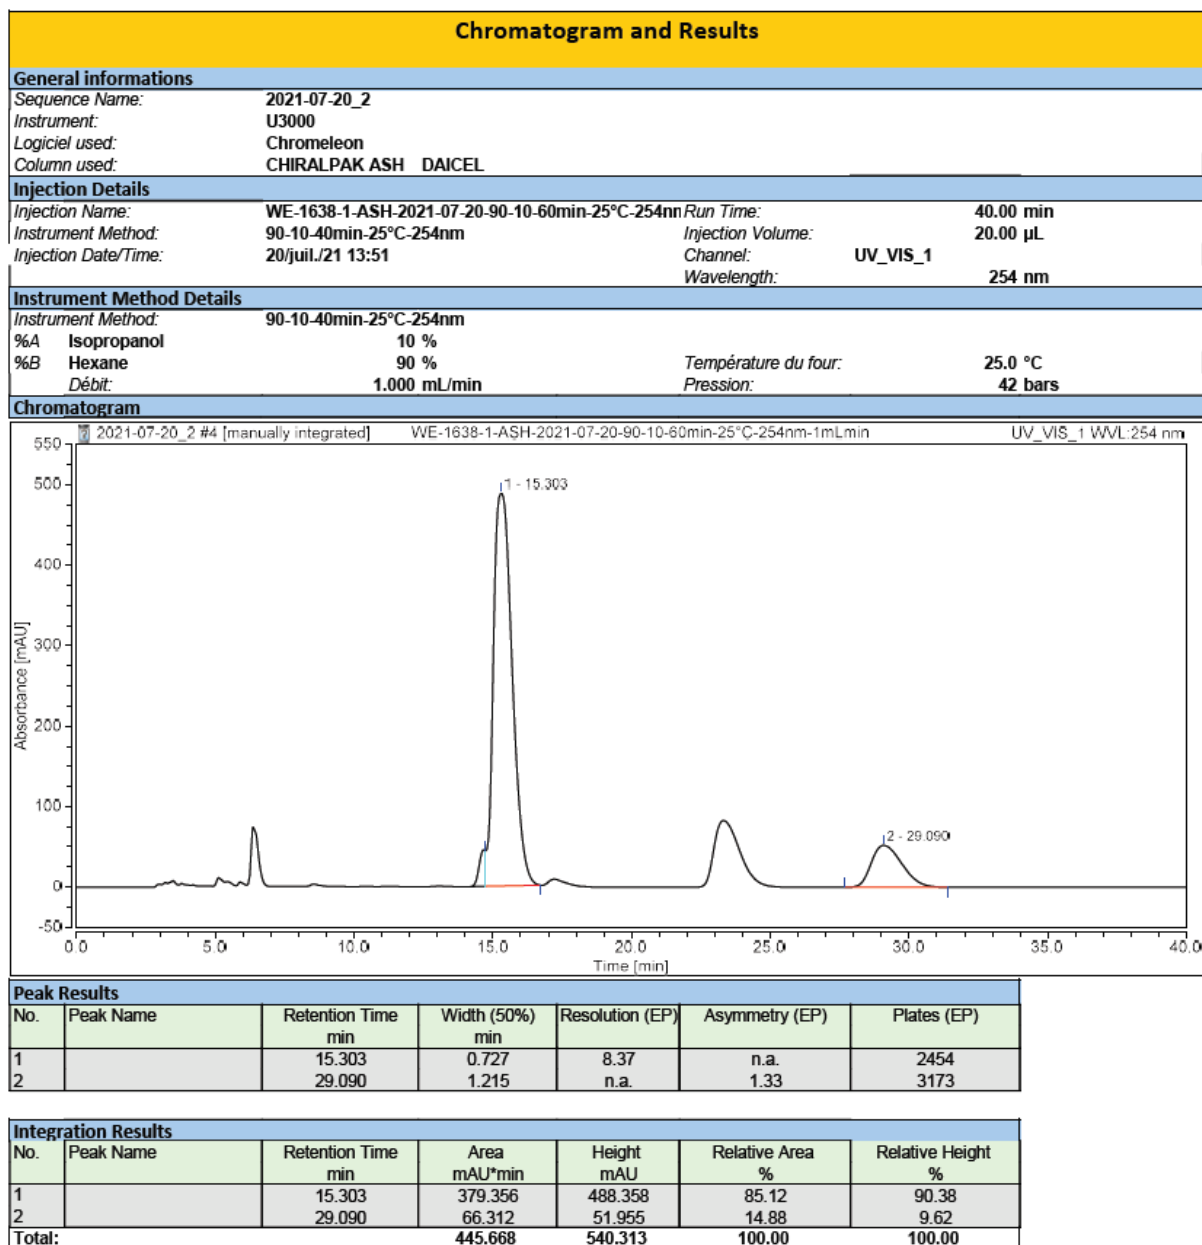 Chromatogram and Results
General informations
Sequence Name: 2021-07-20_2
Instrument: U3000
Logiciel used: Chromeleon
Column used: CHIRALPAK ASH DAICEL
Injection Details
Injection Name: WE-1638-1-ASH-2021-07-20-90-10-60min-25°C-254nm Run Time: 40.00 min
Instrument Method: 90-10-40min-25°C-254nm Injection Volume: 20.00 µL
Injection Date/Time: 20/juil./21 13:51 Channel: UV_VIS_1
Wavelength: 254 nm
Instrument Method Details
Instrument Method: 90-10-40min-25°C-254nm
%A Isopropanol 10 %
%B Hexane 90 % Température du four: 25.0 °C
Débit: 1.000 mL/min Pression: 42 bars
Chromatogram
2021-07-20_2 #4 [manually integrated] WE-1638-1-ASH-2021-07-20-90-10-60min-25°C-254nm-1mLmin UV_VIS_1 WVL:254 nm
550
500
400
300
200
100
0
-50
Absorbance [mAU]
1 - 15.303
2 - 29.090
0.0 5.0 10.0 15.0 20.0 25.0 30.0 35.0 40.0
Time [min]
Peak Results
No. Peak Name Retention Time Width (50%) Resolution (EP) Asymmetry (EP) Plates (EP)
min min
1 15.303 0.727 8.37 n.a. 2454
2 29.090 1.215 n.a. 1.33 3173
Integration Results
No. Peak Name Retention Time Area Height Relative Area Relative Height
min mAU*min mAU % %
1 15.303 379.356 488.358 85.12 90.38
2 29.090 66.312 51.955 14.88 9.62
Total: 445.668 540.313 100.00 100.00